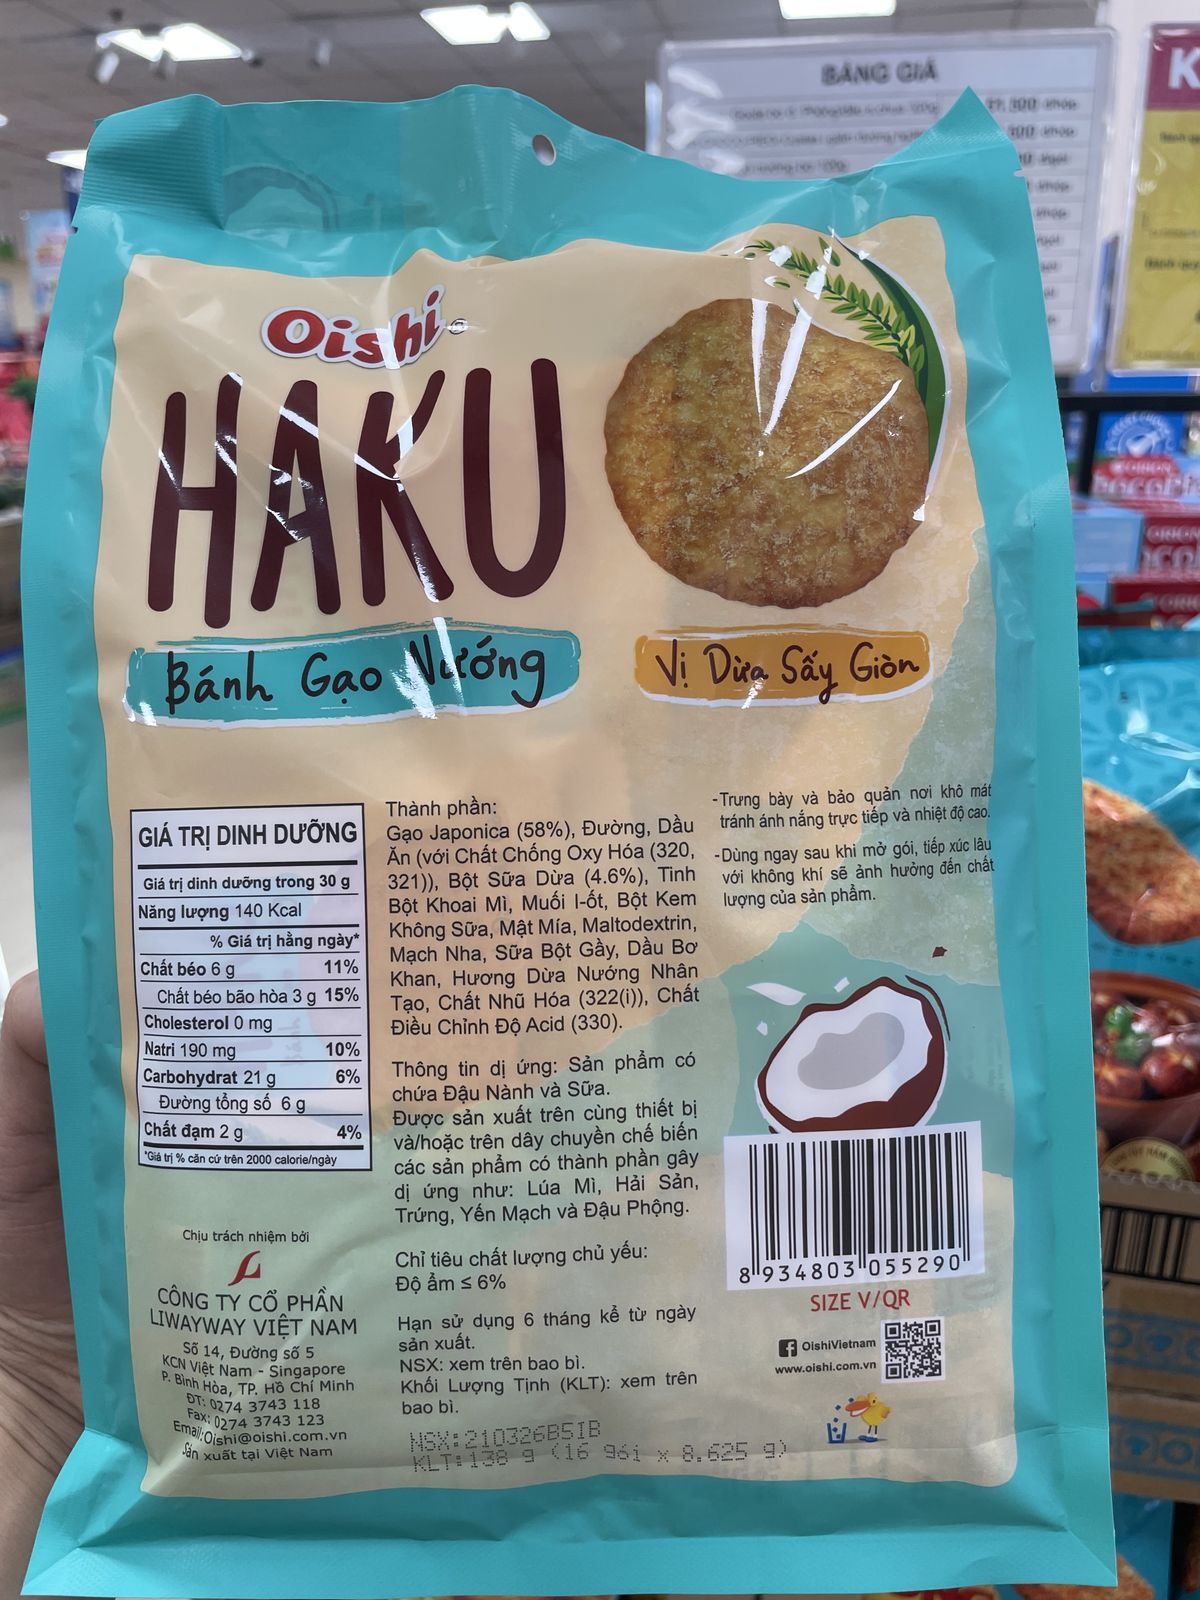 BẢNG GIÁ
K
Oishi
HAKU
Bánh Gạo Nướng
Vị Dừa Sấy Giòn
GIÁ TRỊ DINH DƯỠNG
Giá trị dinh dưỡng trong 30 g
Năng lượng 140 Kcal
% Giá trị hằng ngày*
Chất béo 6 g 11%
Chất béo bão hòa 3 g 15%
Cholesterol 0 mg
Natri 190 mg 10%
Carbohydrat 21 g 6%
Đường tổng số 6 g
Chất đạm 2 g 4%
*Giá trị % căn cứ trên 2000 calorie/ngày
Chịu trách nhiệm bởi
CÔNG TY CỔ PHẦN
LIWAYWAY VIỆT NAM
Số 14, Đường số 5
KCN Việt Nam - Singapore
P. Bình Hòa, TP. Hồ Chí Minh
ĐT: 0274 3743 118
Fax: 0274 3743 123
Email: Oishi@oishi.com.vn
Sản xuất tại Việt Nam
Thành phần:
Gạo Japonica (58%), Đường, Dầu
Ăn (với Chất Chống Oxy Hóa (320,
321)), Bột Sữa Dừa (4.6%), Tinh
Bột Khoai Mì, Muối I-ốt, Bột Kem
Không Sữa, Mật Mía, Maltodextrin,
Mạch Nha, Sữa Bột Gầy, Dầu Bơ
Khan, Hương Dừa Nướng Nhân
Tạo, Chất Nhũ Hóa (322(i)), Chất
Điều Chỉnh Độ Acid (330).
Thông tin dị ứng: Sản phẩm có
chứa Đậu Nành và Sữa.
Được sản xuất trên cùng thiết bị
và/hoặc trên dây chuyền chế biến
các sản phẩm có thành phần gây
dị ứng như: Lúa Mì, Hải Sản,
Trứng, Yến Mạch và Đậu Phộng.
Chỉ tiêu chất lượng chủ yếu:
Độ ẩm ≤ 6%
Hạn sử dụng 6 tháng kể từ ngày
sản xuất.
NSX: xem trên bao bì.
Khối Lượng Tịnh (KLT): xem trên
bao bì.
NSX:210326B5IB
KLT:138 g (16 gói x 8.625 g)
-Trưng bày và bảo quản nơi khô mát
tránh ánh nắng trực tiếp và nhiệt độ cao.
-Dùng ngay sau khi mở gói, tiếp xúc lâu
với không khí sẽ ảnh hưởng đến chất
lượng của sản phẩm.
8 934803 055290
SIZE V/QR
OishiVietnam
www.oishi.com.vn
ORION